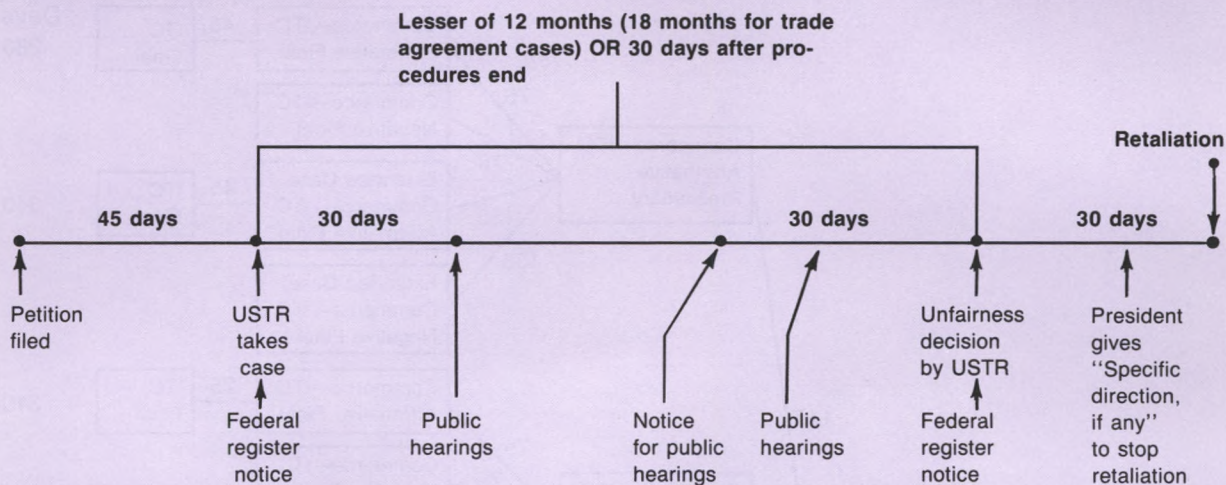 Lesser of 12 months (18 months for trade
agreement cases) OR 30 days after pro-
cedures end
Retaliation
45 days
30 days
30 days
30 days
Petition
filed
USTR
takes
case
Federal
register
notice
Public
hearings
Notice
for public
hearings
Public
hearings
Unfairness
decision
by USTR
Federal
register
notice
President
gives
‘‘Specific
direction,
if any’’
to stop
retaliation